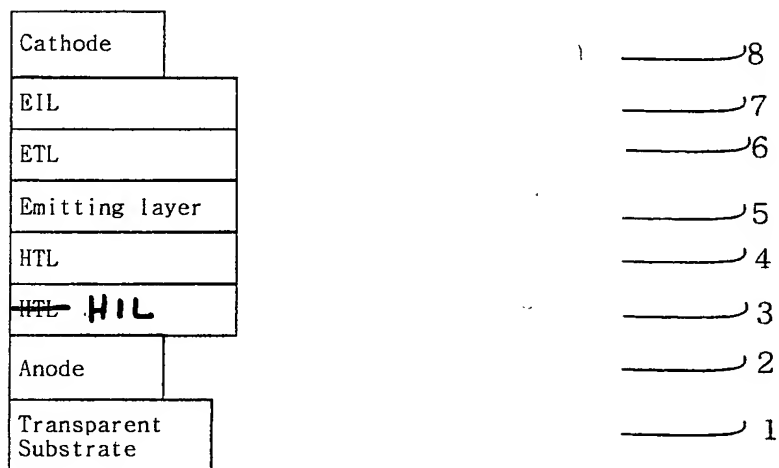 Cathode 8
EIL 7
ETL 6
Emitting layer 5
HTL 4
HTL HIL 3
Anode 2
Transparent
Substrate 1